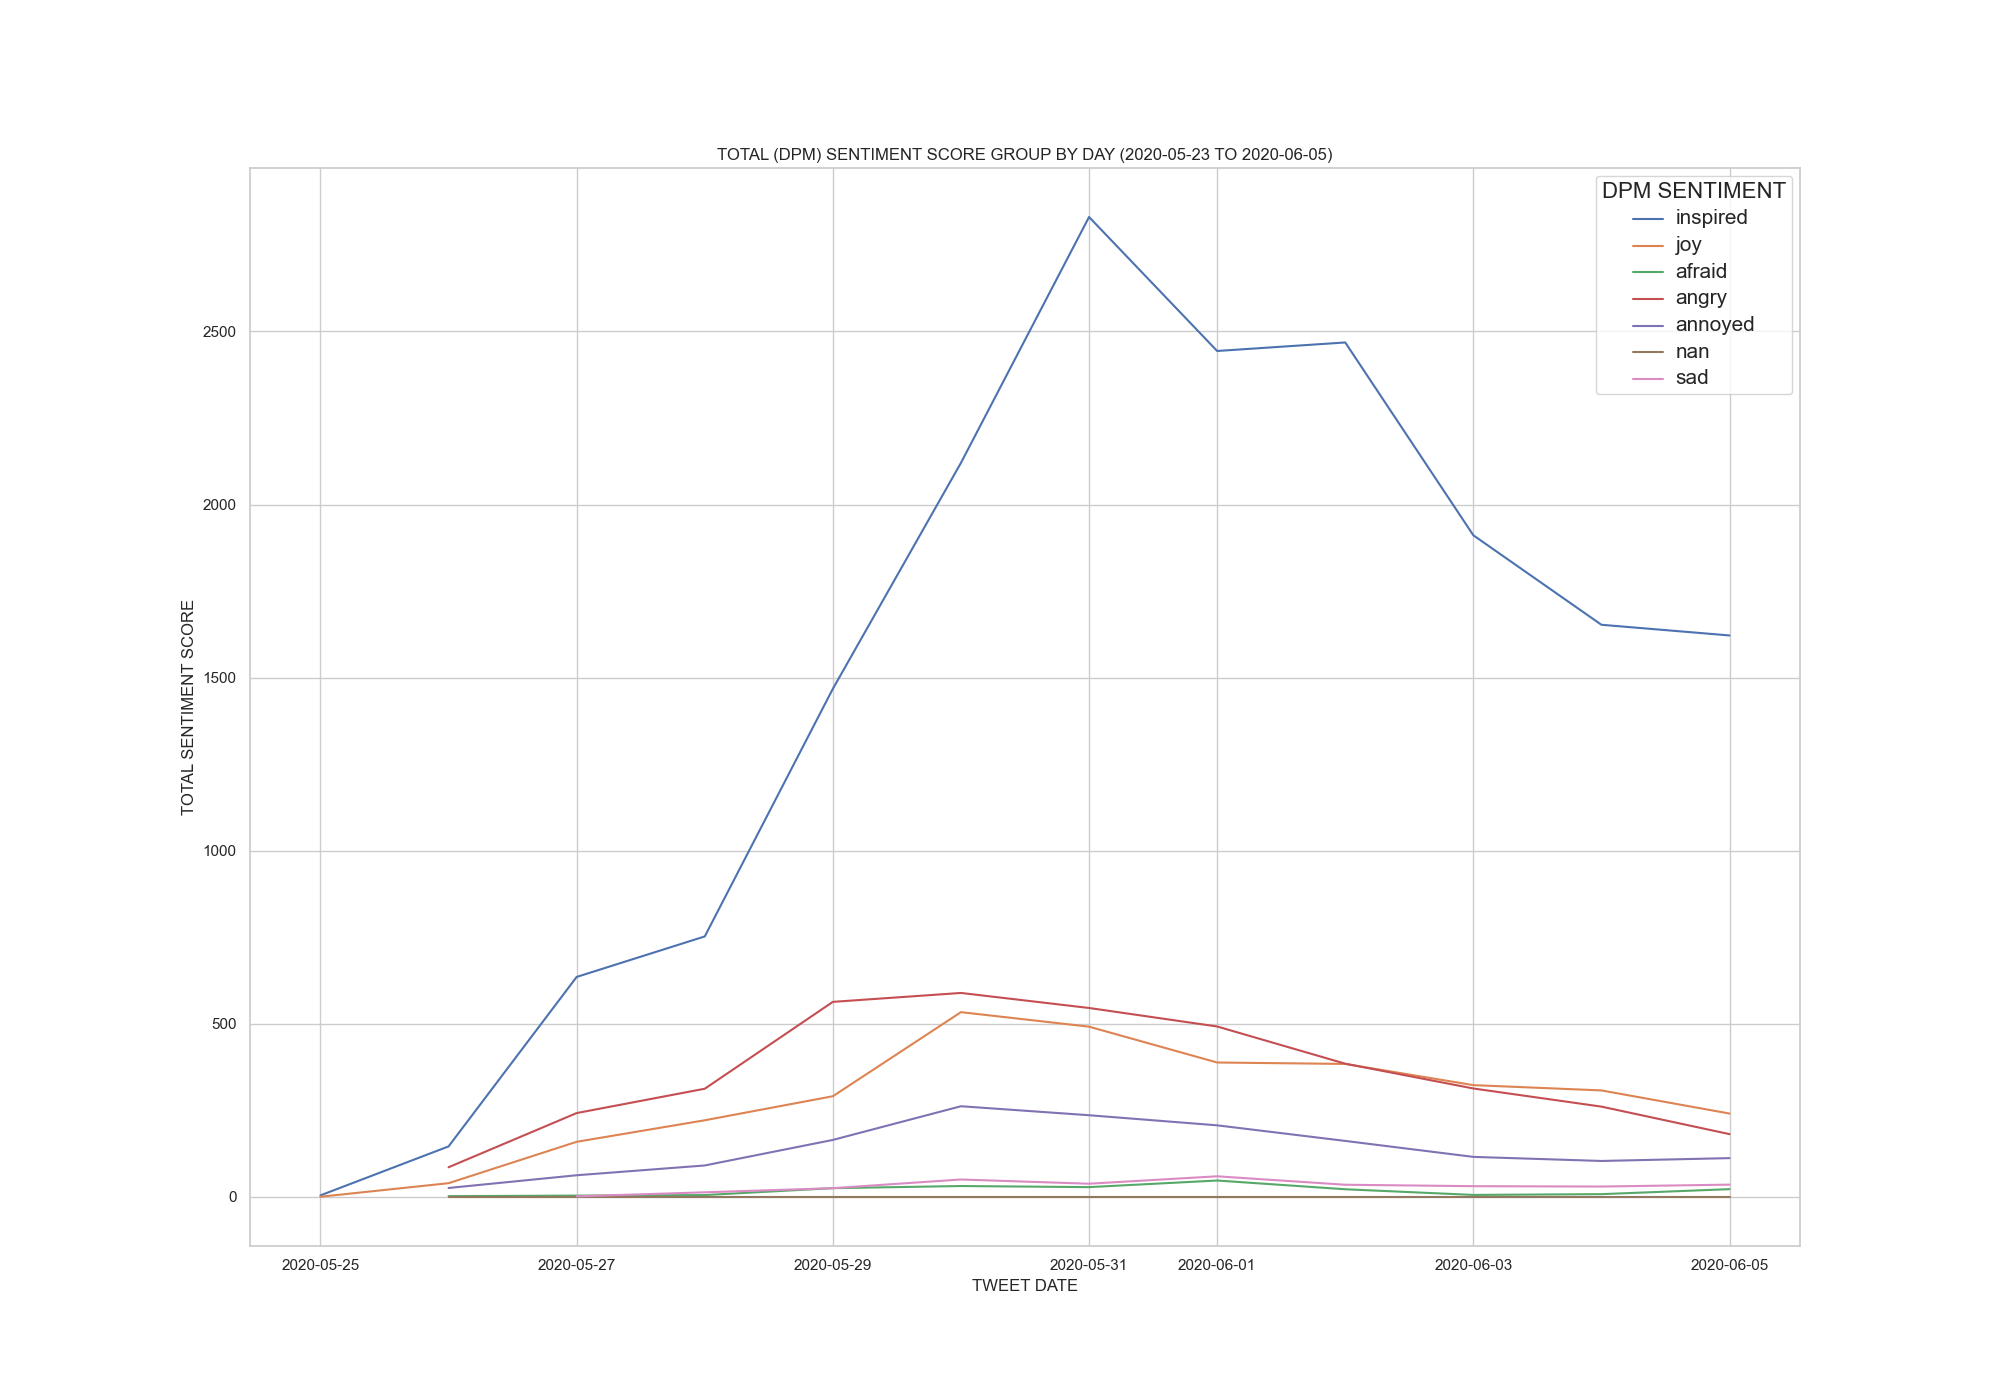 TOTAL (DPM) SENTIMENT SCORE GROUP BY DAY (2020-05-23 TO 2020-06-05)
DPM SENTIMENT
inspired
joy
afraid
angry
annoyed
nan
sad
TOTAL SENTIMENT SCORE
2500
2000
1500
1000
500
0
2020-05-25 2020-05-27 2020-05-29 2020-05-31 2020-06-01 2020-06-03 2020-06-05
TWEET DATE